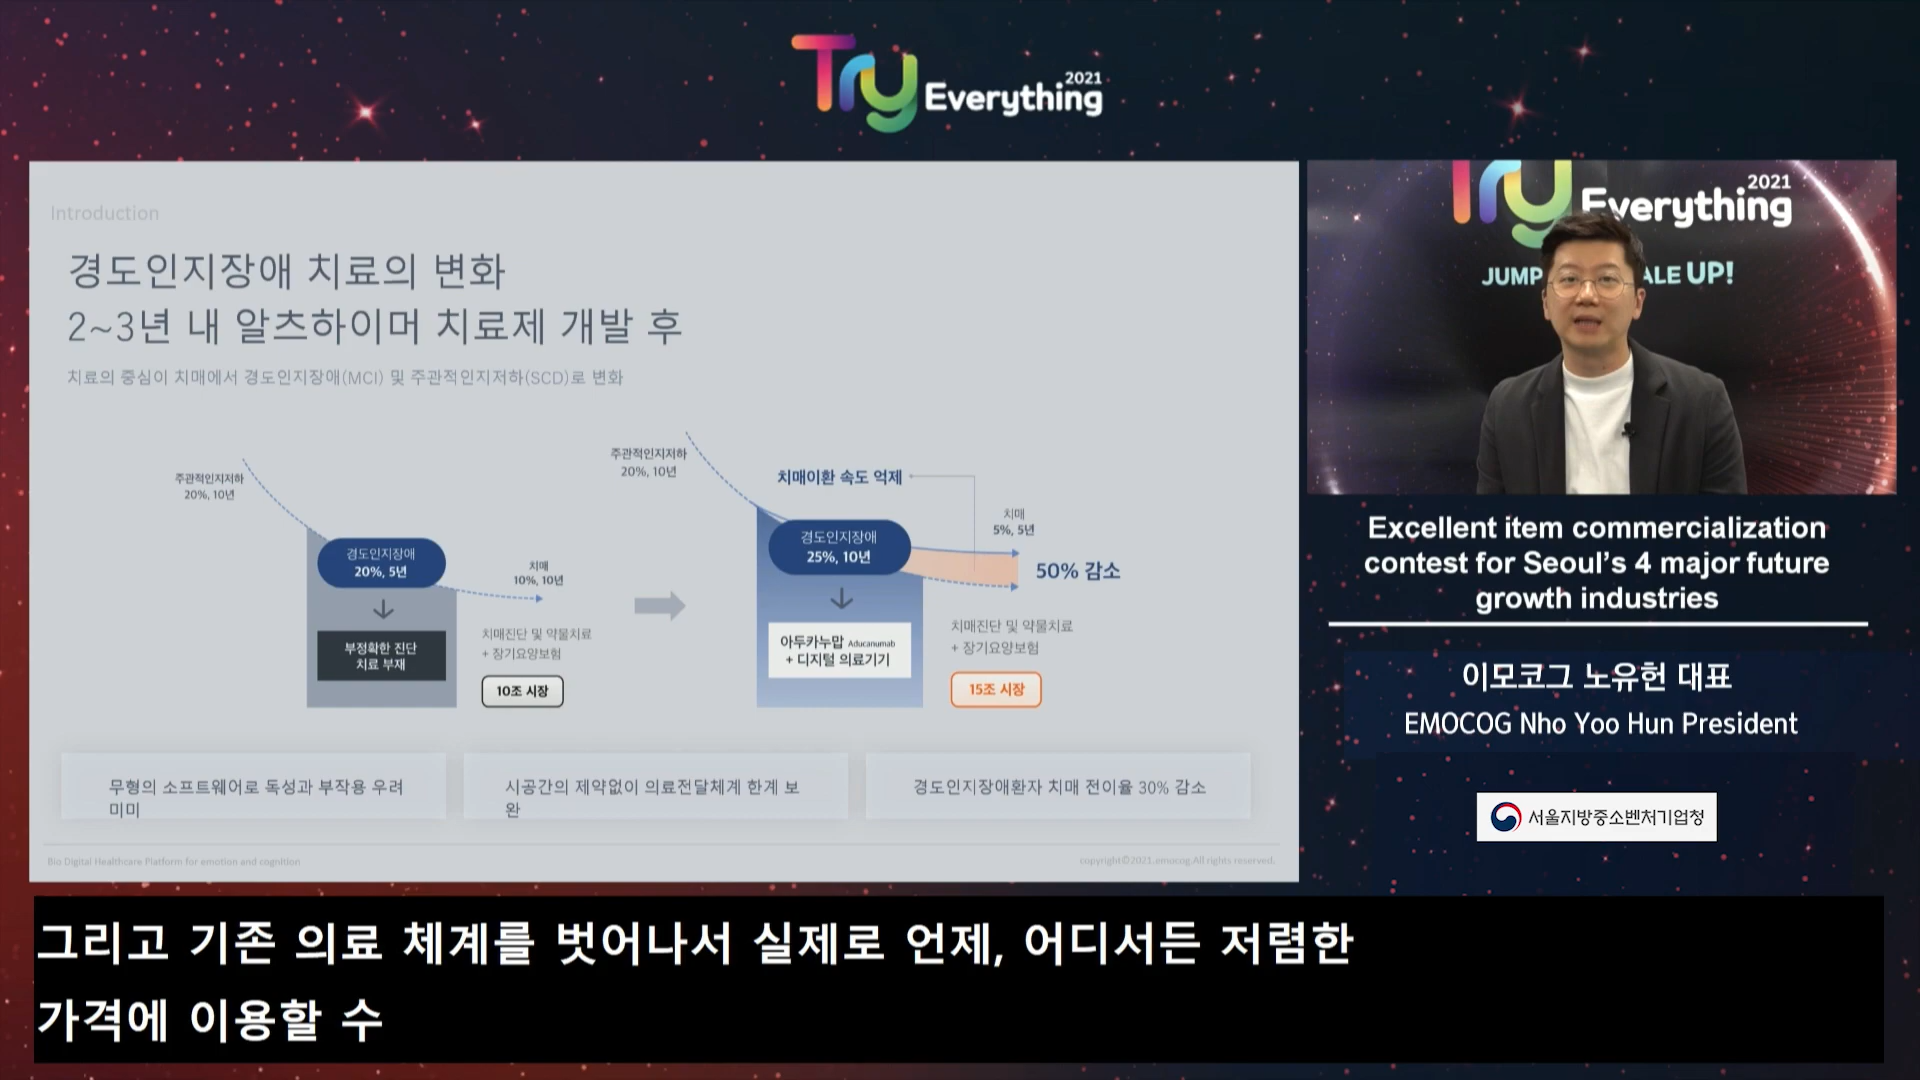 Try
2021
Everything
Introduction
경도인지장애 치료의 변화
2~3년 내 알츠하이머 치료제 개발 후
치료의 중심이 치매에서 경도인지장애(MCI) 및 주관적인지저하(SCD)로 변화
주관적인지저하
20%, 10년
경도인지장애
20%, 5년
치매
10%, 10년
부정확한 진단
치료 부재
치매진단 및 약물치료
+ 장기요양보험
10조 시장
주관적인지저하
20%, 10년
치매이환 속도 억제
경도인지장애
25%, 10년
치매
5%, 5년
50% 감소
아두카누맙 Aducanumab
+ 디지털 의료기기
치매진단 및 약물치료
+ 장기요양보험
15조 시장
무형의 소프트웨어로 독성과 부작용 우려
미미
시공간의 제약없이 의료전달체계 한계 보
완
경도인지장애환자 치매 전이율 30% 감소
Bio Digital Healthcare Platform for emotion and cognition
copyright©2021.emocog.All rights reserved.
Try
2021
Everything
JUMP ALE UP!
Excellent item commercialization
contest for Seoul's 4 major future
growth industries
이모코그 노유헌 대표
EMOCOG Nho Yoo Hun President
서울지방중소벤처기업청
그리고 기존 의료 체계를 벗어나서 실제로 언제, 어디서든 저렴한
가격에 이용할 수